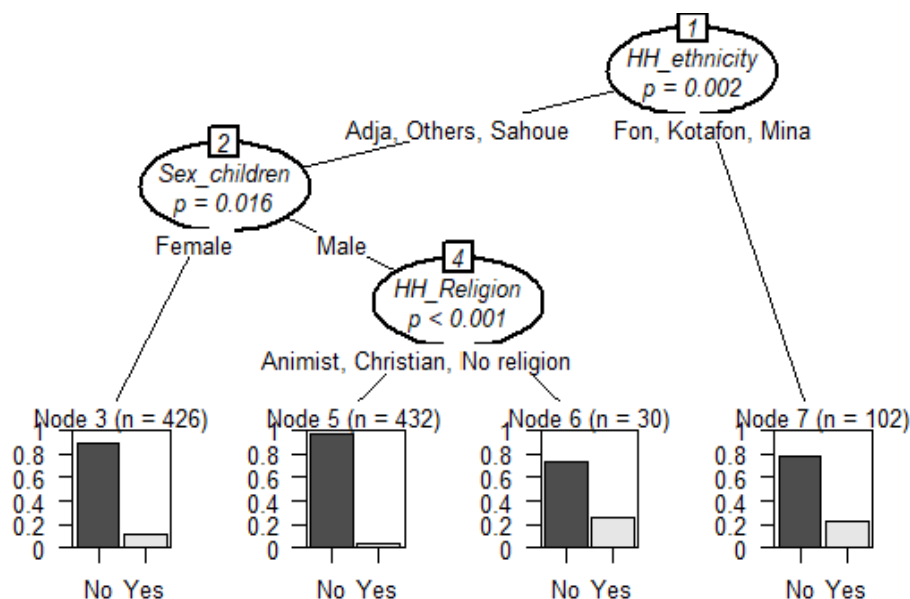 1
HH_ethnicity
p = 0.002
Adja, Others, Sahoue
Fon, Kotafon, Mina
2
Sex_children
p = 0.016
Female
Male
4
HH_Religion
p < 0.001
Animist, Christian, No religion
Node 3 (n = 426)
1
0.8
0.6
0.4
0.2
0
No Yes
Node 5 (n = 432)
1
0.8
0.6
0.4
0.2
0
No Yes
Node 6 (n = 30)
1
0.8
0.6
0.4
0.2
0
No Yes
Node 7 (n = 102)
1
0.8
0.6
0.4
0.2
0
No Yes